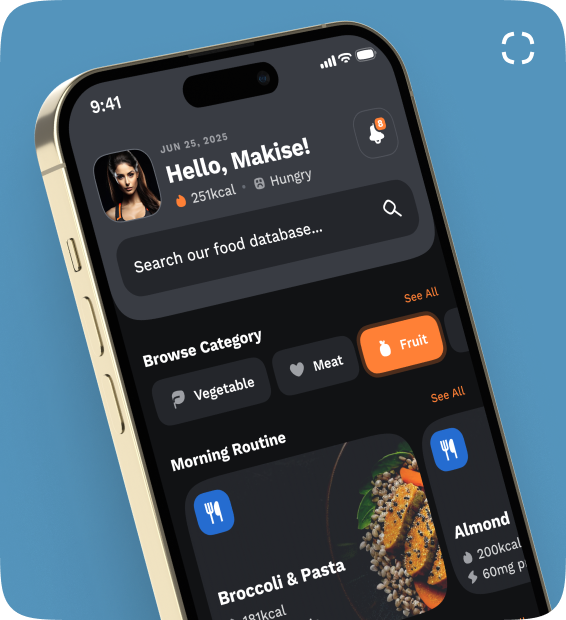 9:41
JUN 25, 2025
8
Hello, Makise!
251kcal • Hungry
Search our food database...
See All
Browse Category
Vegetable
Meat
Fruit
See All
Morning Routine
Broccoli & Pasta
181kcal
Almond
200kcal
60mg